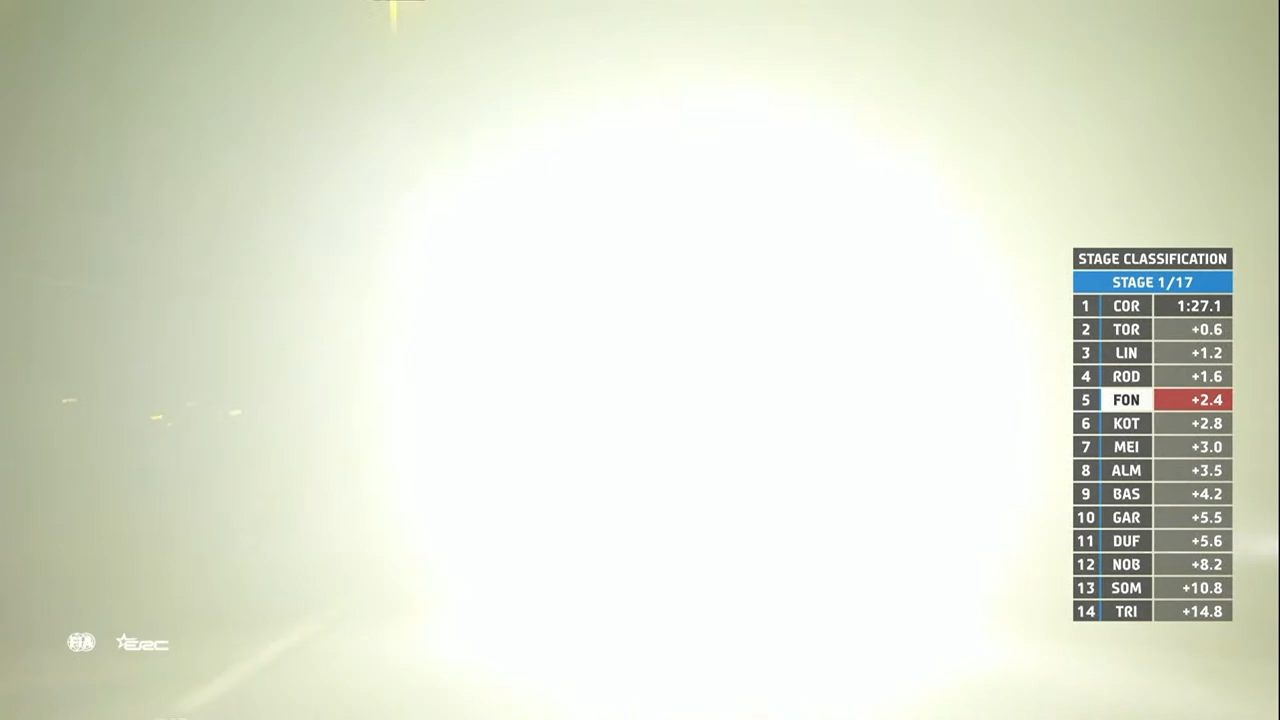 STAGE CLASSIFICATION
STAGE 1/17
1 COR 1:27.1
2 TOR +0.6
3 LIN +1.2
4 ROD +1.6
5 FON +2.4
6 KOT +2.8
7 MEI +3.0
8 ALM +3.5
9 BAS +4.2
10 GAR +5.5
11 DUF +5.6
12 NOB +8.2
13 SOM +10.8
14 TRI +14.8
FIA ERC